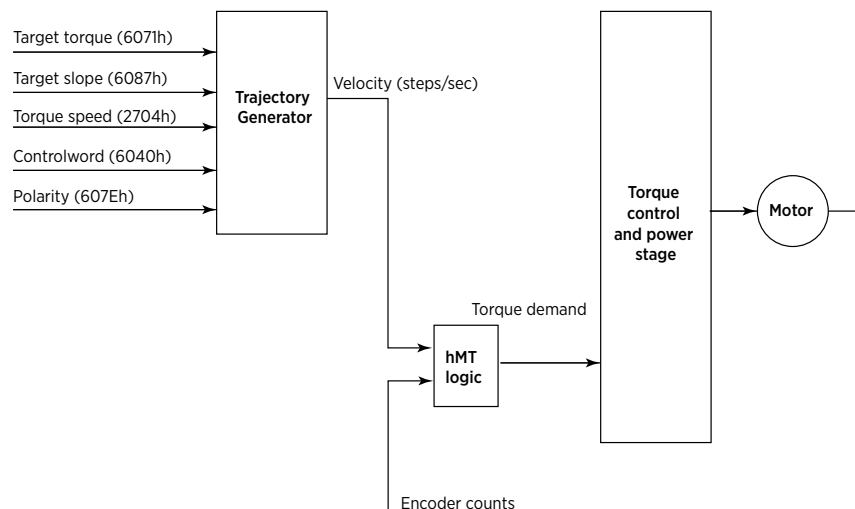 Target torque (6071h)
Target slope (6087h)
Torque speed (2704h)
Controlword (6040h)
Polarity (607Eh)
Trajectory
Generator
Velocity (steps/sec)
Torque
control
and power
stage
Motor
Torque demand
hMT
logic
Encoder counts